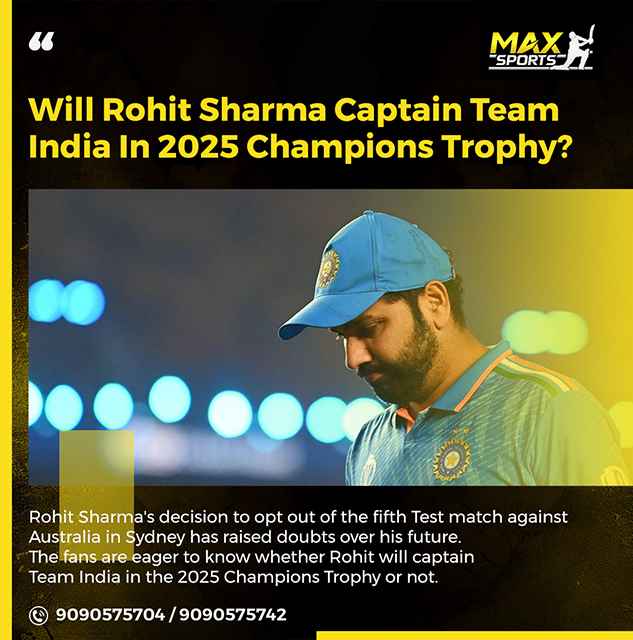 MAX
SPORTS
Will Rohit Sharma Captain Team
India In 2025 Champions Trophy?
Rohit Sharma's decision to opt out of the fifth Test match against
Australia in Sydney has raised doubts over his future.
The fans are eager to know whether Rohit will captain
Team India in the 2025 Champions Trophy or not.
9090575704 / 9090575742